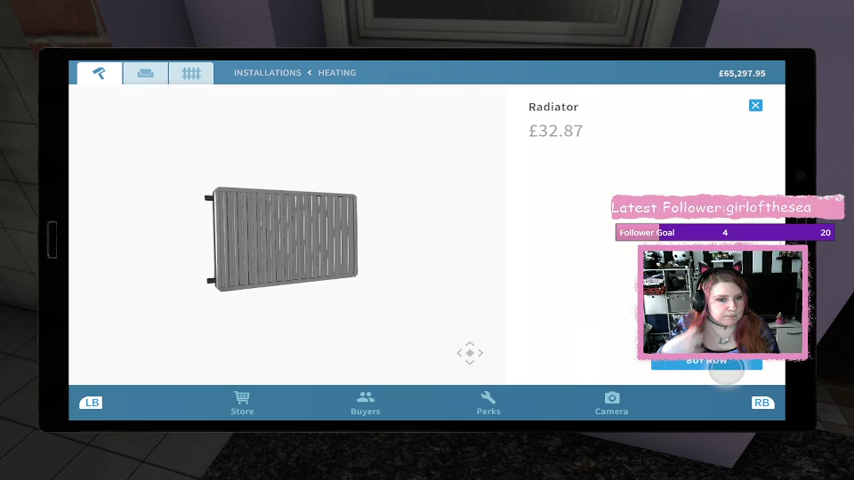 INSTALLATIONS < HEATING
£65,297.95
Radiator
£32.87
Latest Follower:girlofthesea
Follower Goal 4 20
BUY NOW
LB
Store
Buyers
Perks
Camera
RB